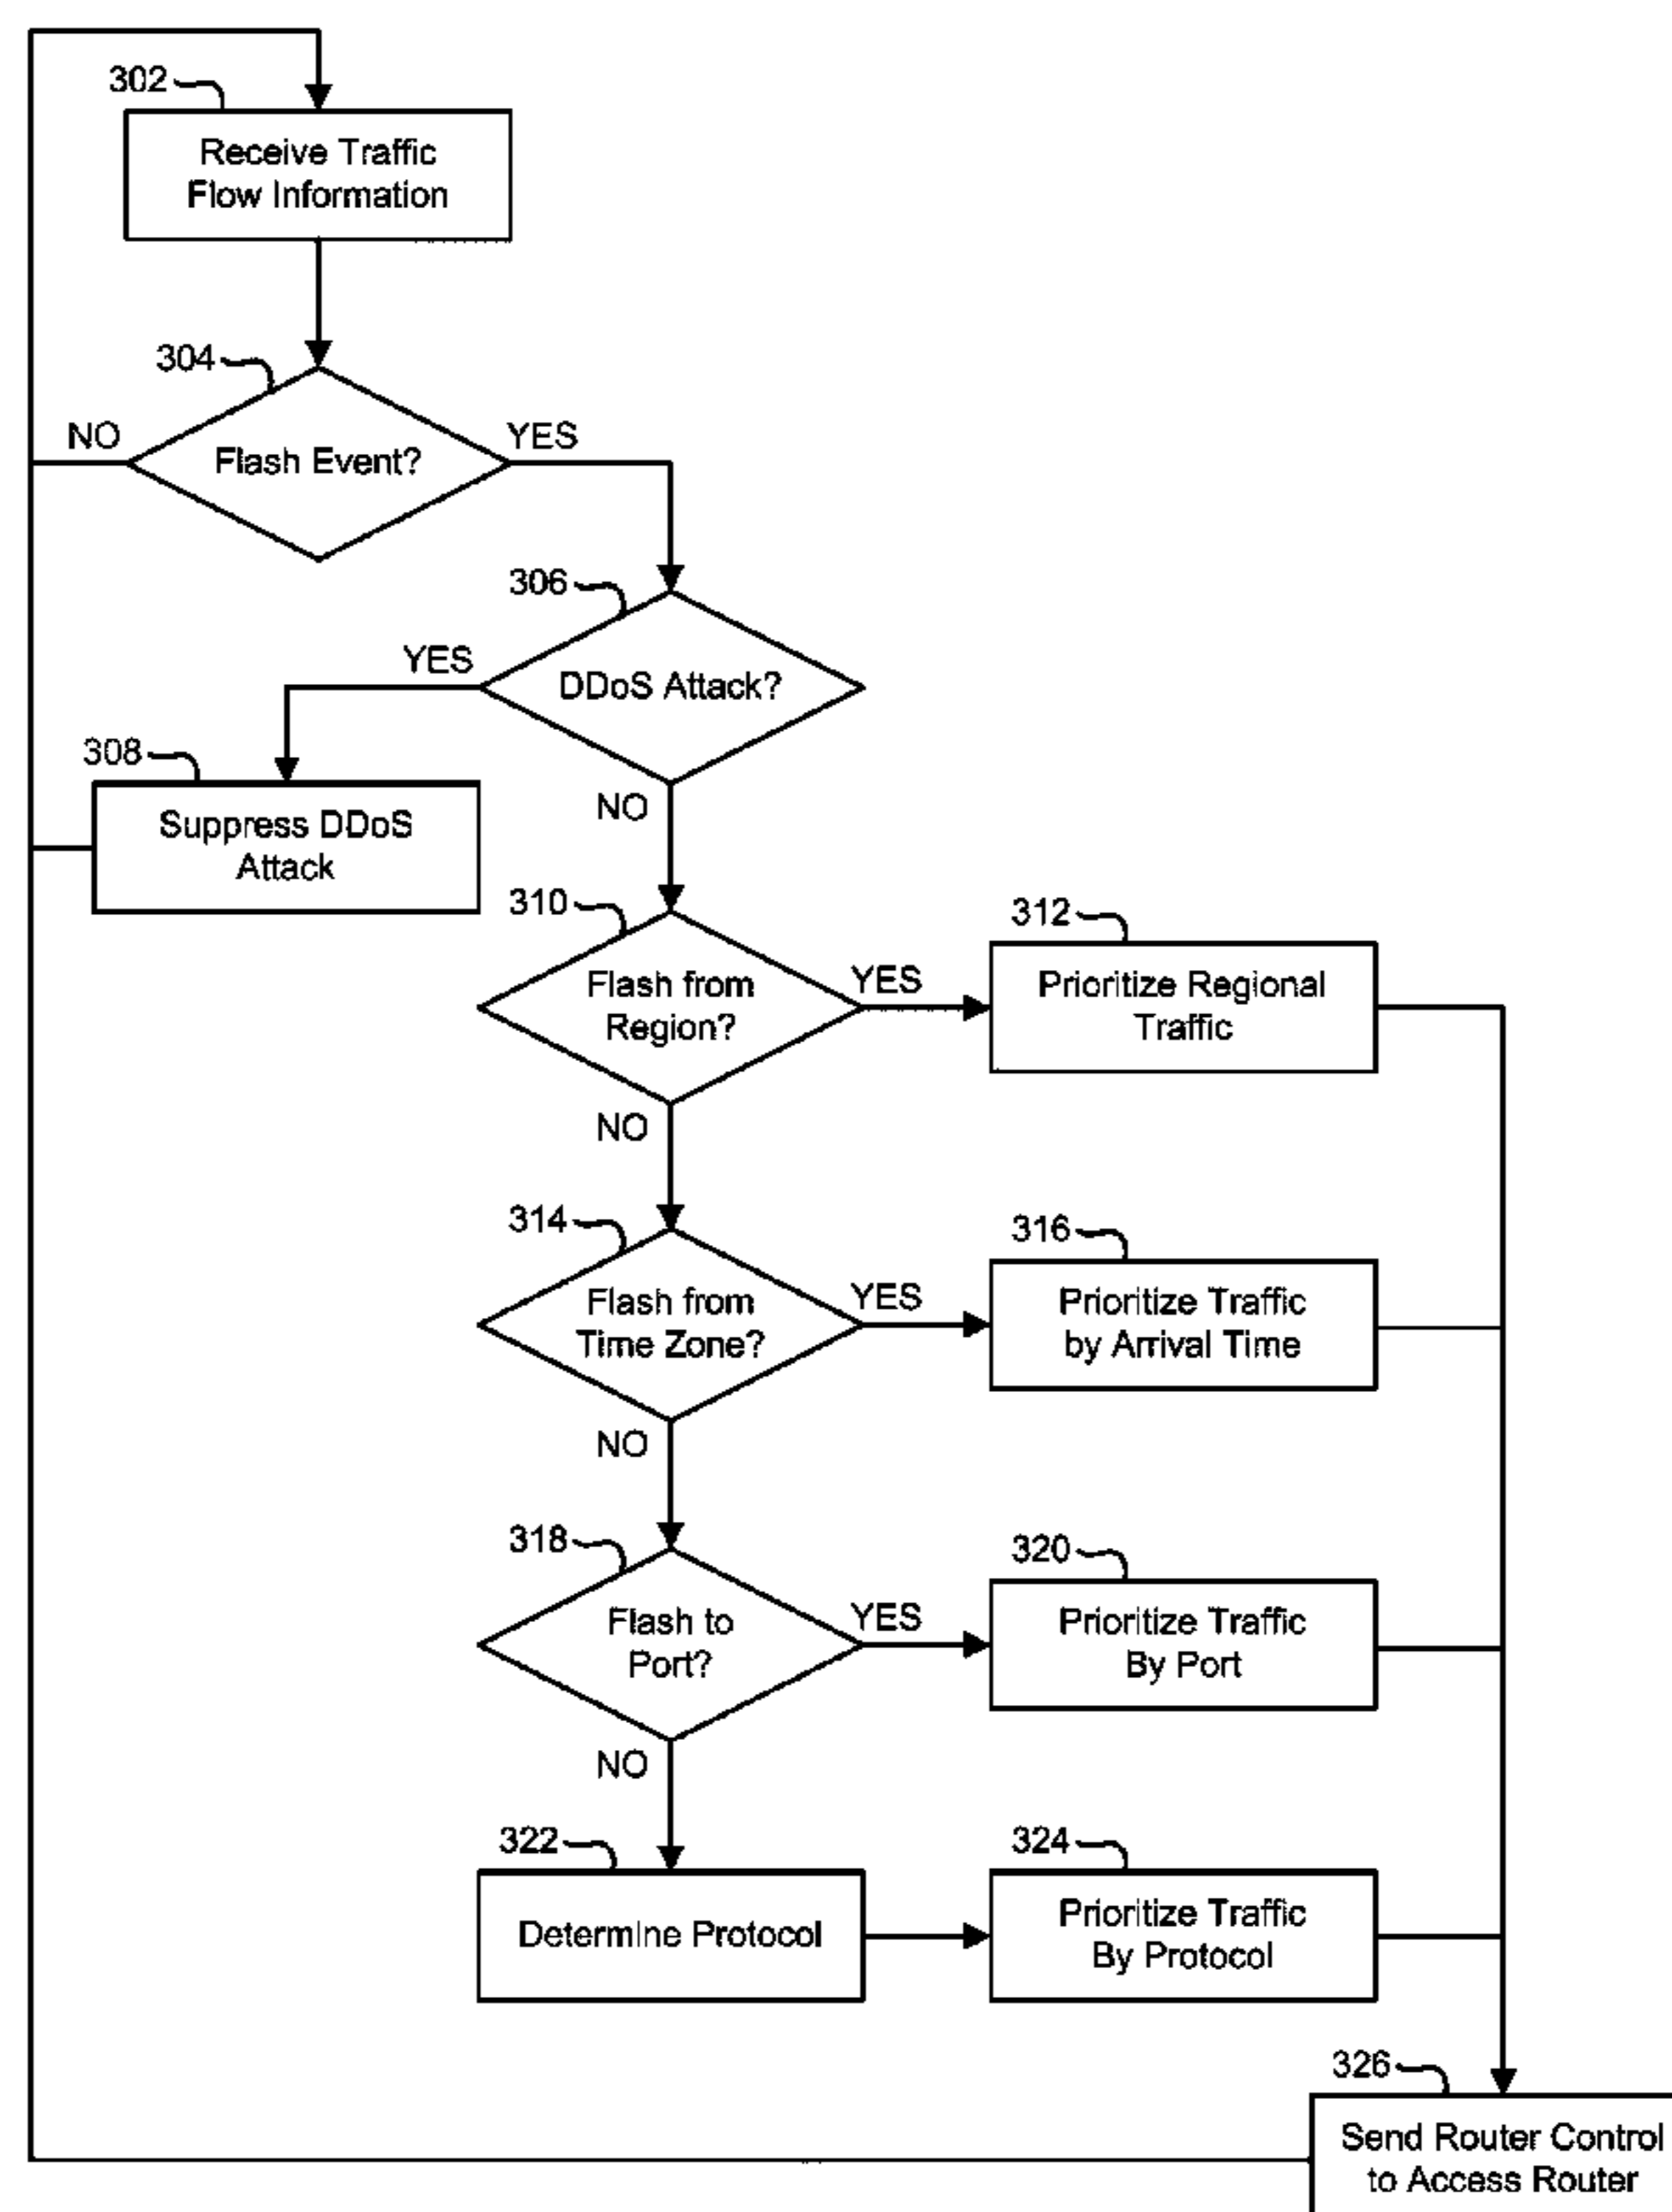 302
Receive Traffic
Flow Information
304
NO
YES
Flash Event?
306
YES
DDoS Attack?
308
NO
Suppress DDoS
Attack
310
312
Flash from
Region?
YES
Prioritize Regional
Traffic
NO
314
316
Flash from
Time Zone?
YES
Prioritize Traffic
by Arrival Time
NO
318
320
Flash to
Port?
YES
Prioritize Traffic
By Port
NO
322
324
Determine Protocol
Prioritize Traffic
By Protocol
326
Send Router Control
to Access Router